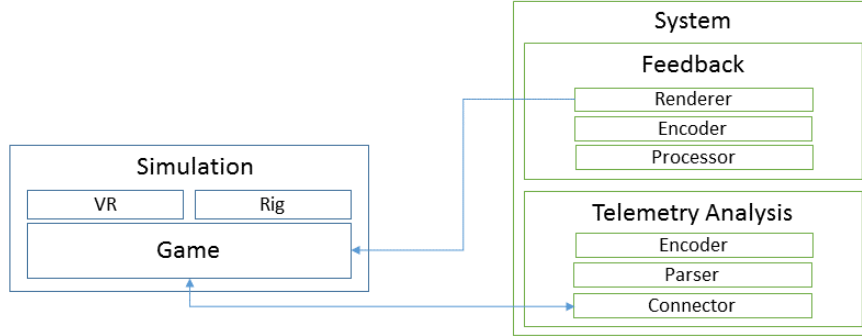 System
Feedback
Renderer
Encoder
Processor
Simulation
VR
Rig
Game
Telemetry Analysis
Encoder
Parser
Connector